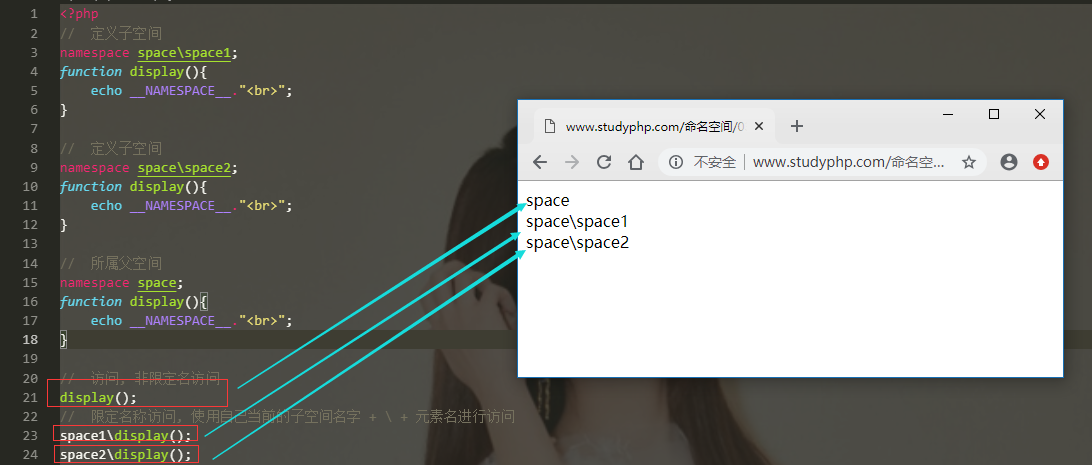 1 <?php
2 // 定义子空间
3 namespace space\space1;
4 function display(){
5 echo __NAMESPACE__."<br>";
6 }
7
8 // 定义子空间
9 namespace space\space2;
10 function display(){
11 echo __NAMESPACE__."<br>";
12 }
13
14 // 所属父空间
15 namespace space;
16 function display(){
17 echo __NAMESPACE__."<br>";
18 }
19
20 // 访问, 非限定名访问
21 display();
22 // 限定名称访问, 使用自己当前的子空间名字 + \ + 元素名进行访问
23 space1\display();
24 space2\display();
www.studyphp.com/命名空间/0
不安全 | www.studyphp.com/命名空...
space
space\space1
space\space2